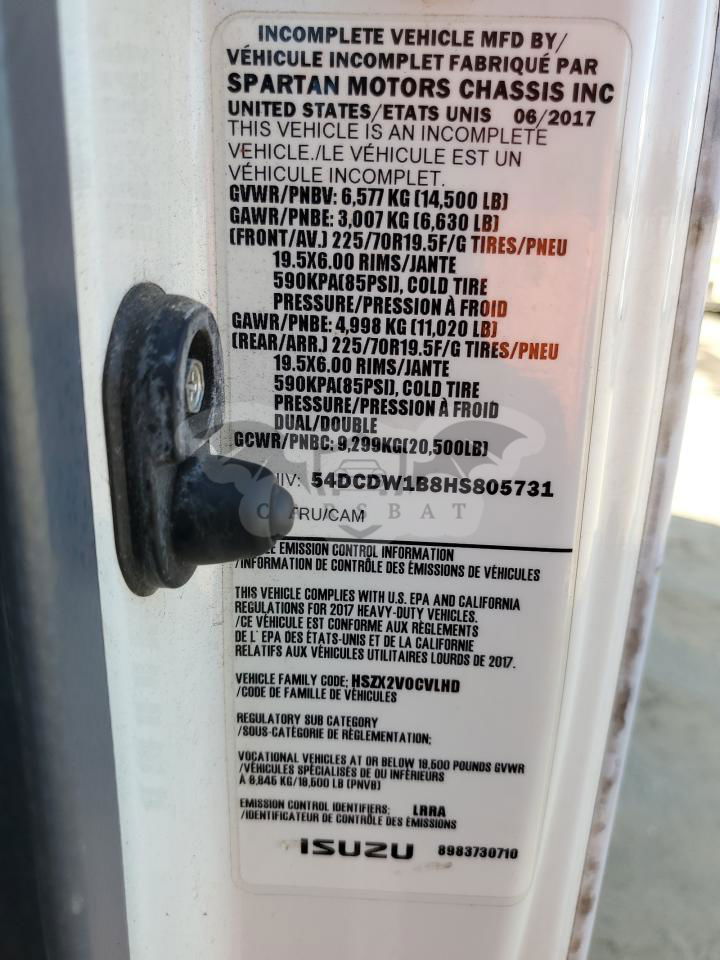 INCOMPLETE VEHICLE MFD BY/
VÉHICULE INCOMPLET FABRIQUÉ PAR
SPARTAN MOTORS CHASSIS INC
UNITED STATES/ETATS UNIS 06/2017
THIS VEHICLE IS AN INCOMPLETE
VEHICLE./LE VÉHICULE EST UN
VÉHICULE INCOMPLET.
GVWR/PNBV: 6,577 KG (14,500 LB)
GAWR/PNBE: 3,007 KG (6,630 LB)
(FRONT/AV.) 225/70R19.5F/G TIRES/PNEU
19.5X6.00 RIMS/JANTE
590KPA(85PSI), COLD TIRE
PRESSURE/PRESSION À FROID
GAWR/PNBE: 4,998 KG (11,020 LB)
(REAR/ARR.) 225/70R19.5F/G TIRES/PNEU
19.5X6.00 RIMS/JANTE
590KPA(85PSI), COLD TIRE
PRESSURE/PRESSION À FROID
DUAL/DOUBLE
GCWR/PNBC: 9,299KG(20,500LB)
NIV: 54DCDW1B8HS805731
CARSBAT
TRU/CAM
EMISSION CONTROL INFORMATION
/INFORMATION DE CONTRÔLE DES ÉMISSIONS DE VÉHICULES
THIS VEHICLE COMPLIES WITH U.S. EPA AND CALIFORNIA
REGULATIONS FOR 2017 HEAVY-DUTY VEHICLES.
/CE VÉHICULE EST CONFORME AUX RÈGLEMENTS
DE L' EPA DES ÉTATS-UNIS ET DE LA CALIFORNIE
RELATIFS AUX VÉHICULES UTILITAIRES LOURDS DE 2017.
VEHICLE FAMILY CODE: HSZX2VOCVLHD
/CODE DE FAMILLE DE VÉHICULES
REGULATORY SUB CATEGORY
/SOUS-CATÉGORIE DE RÈGLEMENTATION:
VOCATIONAL VEHICLES AT OR BELOW 19,500 POUNDS GVWR
/VÉHICULES SPÉCIALISÉS DE OU INFÉRIEURS
À 8,845 KG/19,500 LB (PNVB)
EMISSION CONTROL IDENTIFIERS: LRRA
/IDENTIFICATEUR DE CONTRÔLE DES ÉMISSIONS
ISUZU 8983730710